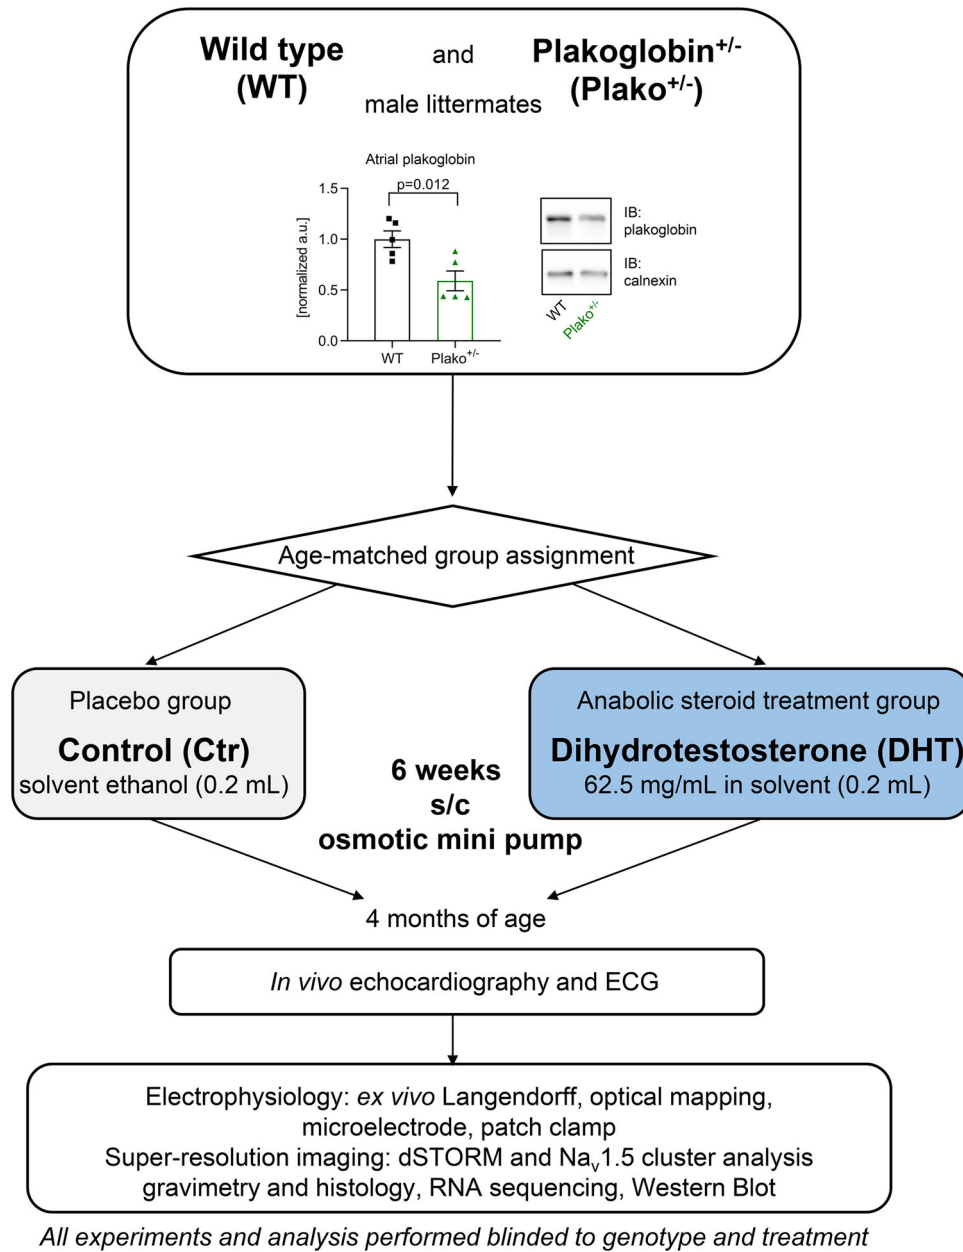 Wild type
(WT)
and
Plakoglobin+/-
(Plako+/-)
male littermates
Atrial plakoglobin
p=0.012
[normalized a.u.]
1.5
1.0
0.5
0.0
WT
Plako+/-
IB:
plakoglobin
IB:
calnexin
WT
Plako+/-
Age-matched group assignment
Placebo group
Control (Ctr)
solvent ethanol (0.2 mL)
6 weeks
s/c
osmotic mini pump
Anabolic steroid treatment group
Dihydrotestosterone (DHT)
62.5 mg/mL in solvent (0.2 mL)
4 months of age
In vivo echocardiography and ECG
Electrophysiology: ex vivo Langendorff, optical mapping,
microelectrode, patch clamp
Super-resolution imaging: dSTORM and Nav1.5 cluster analysis
gravimetry and histology, RNA sequencing, Western Blot
All experiments and analysis performed blinded to genotype and treatment